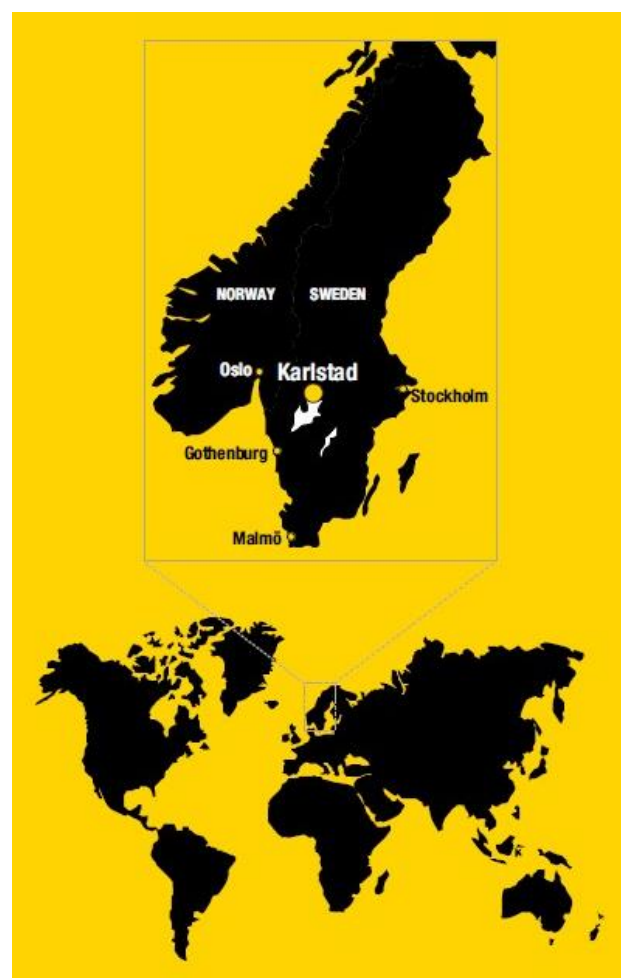 NORWAY SWEDEN
Oslo Karlstad
Stockholm
Gothenburg
Malmö